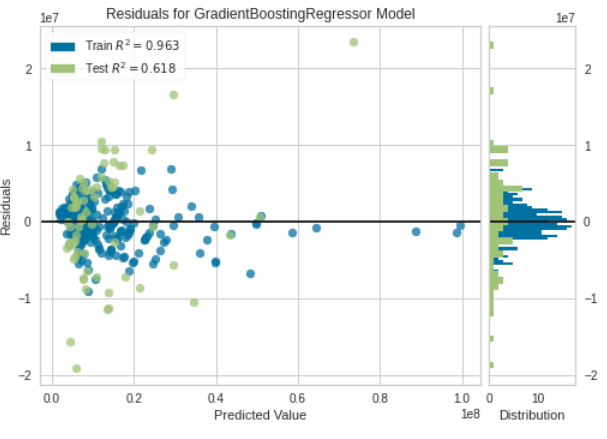 Residuals for GradientBoostingRegressor Model
1e7
1e7
Train R² = 0.963
Test R² = 0.618
2
1
0
−1
−2
Residuals
2
1
0
−1
−2
0.0 0.2 0.4 0.6 0.8 1.0
1e8
Predicted Value
0 10
Distribution